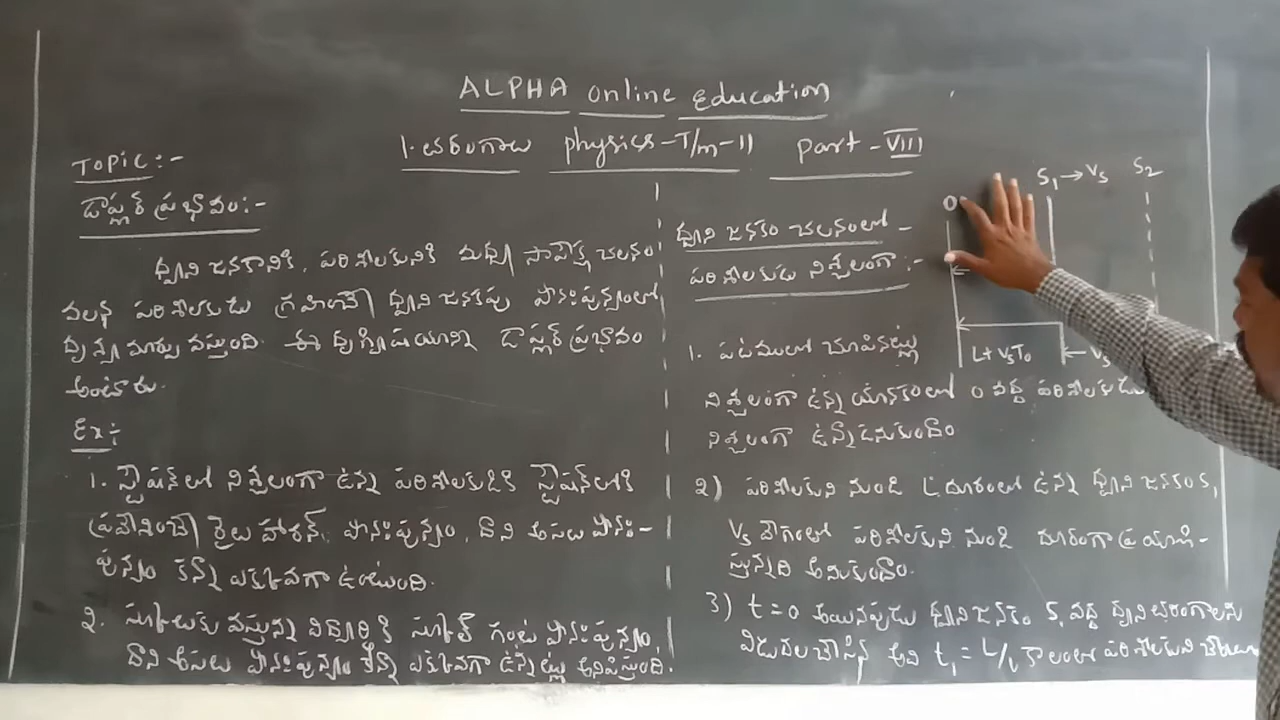 ALPHA online Education
1. తరంగాలు physics-T/m-II part-VIII
Topic:-
డాప్లర్ ప్రభావం:-
ధ్వని జనకానికి, పరిశీలకునికి మధ్య సాపేక్ష చలనం
వలన పరిశీలకుడు గ్రహించే ధ్వని జనకపు పౌనఃపున్యంలో
దృశ్య మార్పు వస్తుంది. ఈ దృగ్విషయాన్ని డాప్లర్ ప్రభావం
అంటారు.
Ex:-
1. స్టేషన్‌లో నిశ్చలంగా ఉన్న పరిశీలకుడికి స్టేషన్‌లోకి
ప్రవేశించే రైలు హారన్ పౌనఃపున్యం, దాని అసలు పౌనః-
పున్యం కన్న ఎక్కువగా ఉంటుంది.
2. స్కూలుకు వస్తున్న విద్యార్థికి స్కూల్ గంట పౌనఃపున్యం,
దాని అసలు పౌనఃపున్యం కన్న ఎక్కువగా ఉన్నట్లు అనిపిస్తుంది.
ధ్వని జనకం చలనంలో -
పరిశీలకుడు నిశ్చలంగా:-
O S₁ → Vs S₂
L + VsT₀ ← Vs
1. పటములో చూపినట్లు
నిశ్చలంగా ఉన్న యానకంలో O వద్ద పరిశీలకుడు
నిశ్చలంగా ఉన్నాడనుకుందాం
2) పరిశీలకుని నుండి L దూరంలో ఉన్న ధ్వని జనకం S₁
Vs వేగంతో పరిశీలకుని నుండి దూరంగా ప్రయాణి-
స్తున్నది అనుకుందాం.
3) t=0 అయినపుడు ధ్వని జనకం S₁ వద్ద ధ్వని తరంగాలను
విడుదల చేసిన అవి t₁ = L/v కాలంలో పరిశీలకుని